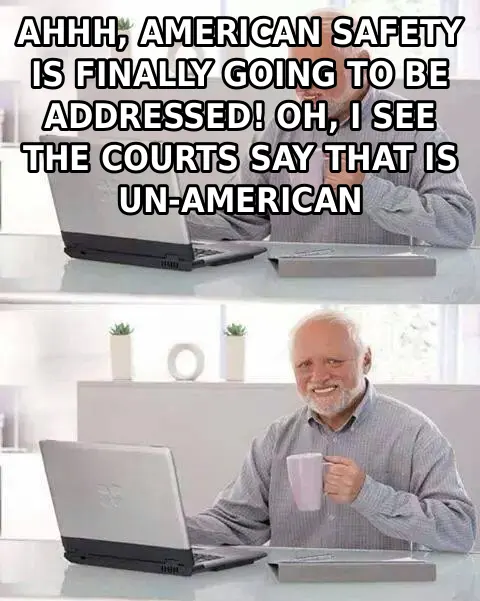 AHHH, AMERICAN SAFETY
IS FINALLY GOING TO BE
ADDRESSED! OH, I SEE
THE COURTS SAY THAT IS
UN-AMERICAN